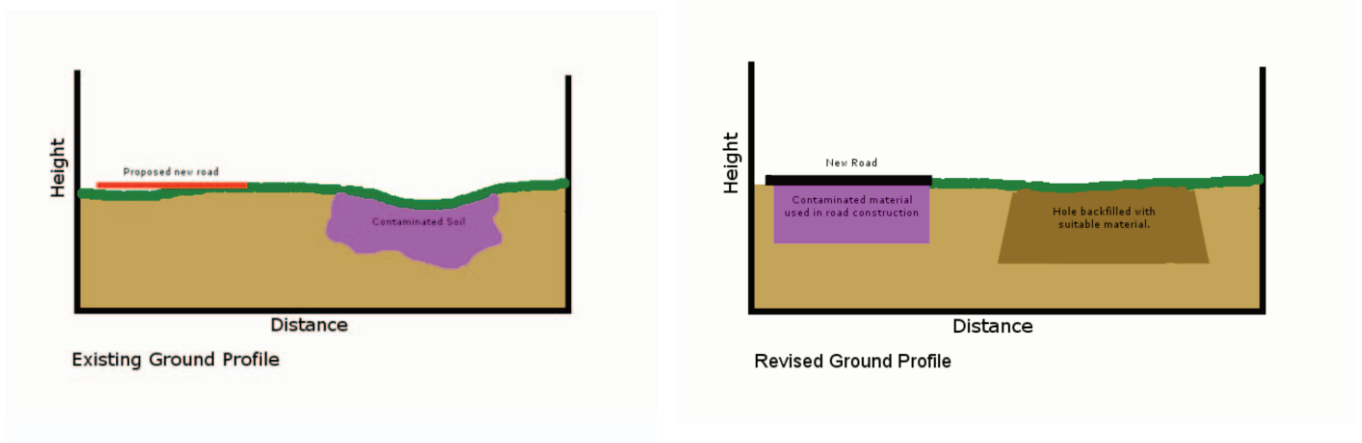 Height
Proposed new road
Contaminated Soil
Distance
Existing Ground Profile
Height
New Road
Contaminated material
used in road construction
Hole backfilled with
suitable material.
Distance
Revised Ground Profile